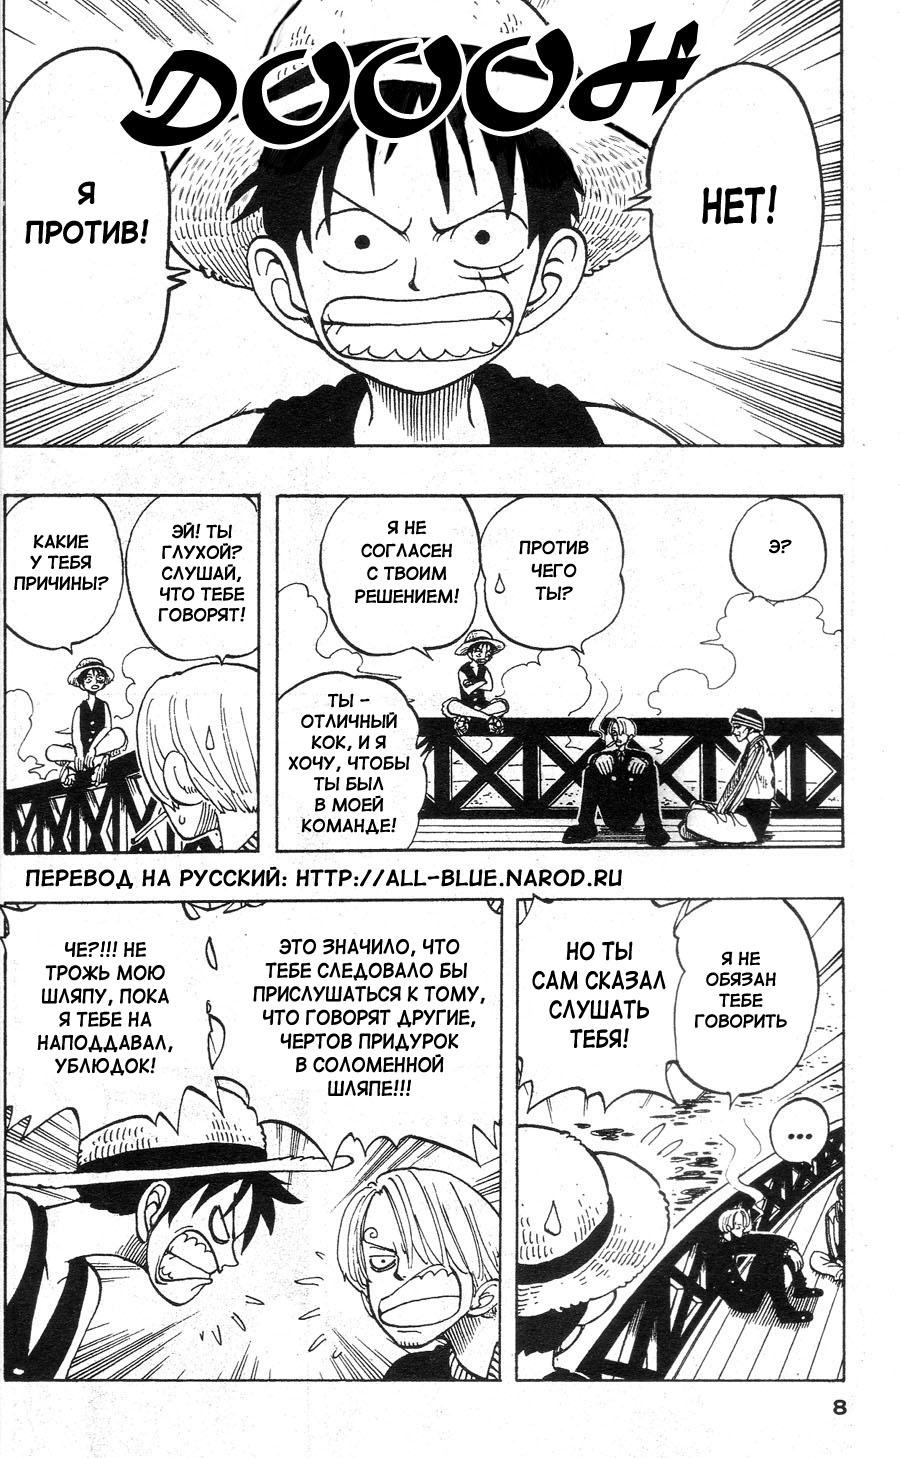 DOOOH
НЕТ!
Я
ПРОТИВ!
Э?
ПРОТИВ
ЧЕГО
ТЫ?
Я НЕ
СОГЛАСЕН
С ТВОИМ
РЕШЕНИЕМ!
ТЫ -
ОТЛИЧНЫЙ
КОК, И Я
ХОЧУ, ЧТОБЫ
ТЫ БЫЛ
В МОЕЙ
КОМАНДЕ!
ЭЙ! ТЫ
ГЛУХОЙ?
СЛУШАЙ,
ЧТО ТЕБЕ
ГОВОРЯТ!
КАКИЕ
У ТЕБЯ
ПРИЧИНЫ?
ПЕРЕВОД НА РУССКИЙ: HTTP://ALL-BLUE.NAROD.RU
Я НЕ
ОБЯЗАН
ТЕБЕ
ГОВОРИТЬ
...
НО ТЫ
САМ СКАЗАЛ
СЛУШАТЬ
ТЕБЯ!
ЭТО ЗНАЧИЛО, ЧТО
ТЕБЕ СЛЕДОВАЛО БЫ
ПРИСЛУШАТЬСЯ К ТОМУ,
ЧТО ГОВОРЯТ ДРУГИЕ,
ЧЕРТОВ ПРИДУРОК
В СОЛОМЕННОЙ
ШЛЯПЕ!!!
ЧЕ?!!! НЕ
ТРОЖЬ МОЮ
ШЛЯПУ, ПОКА
Я ТЕБЕ НА
НАПОДДАВАЛ,
УБЛЮДОК!
8